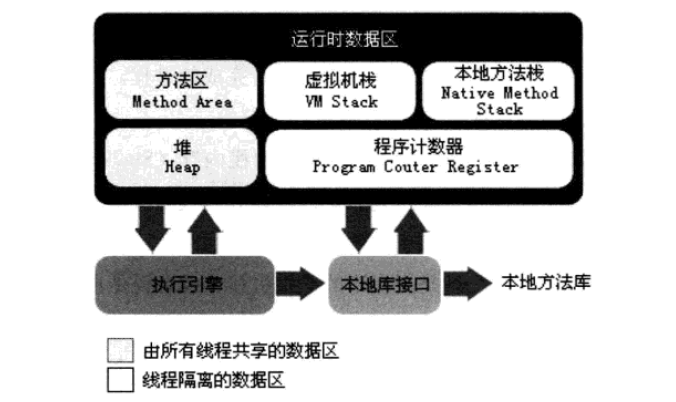 运行时数据区
方法区
Method Area
虚拟机栈
VM Stack
本地方法栈
Native Method
Stack
堆
Heap
程序计数器
Program Couter Register
执行引擎
本地库接口
本地方法库
由所有线程共享的数据区
线程隔离的数据区